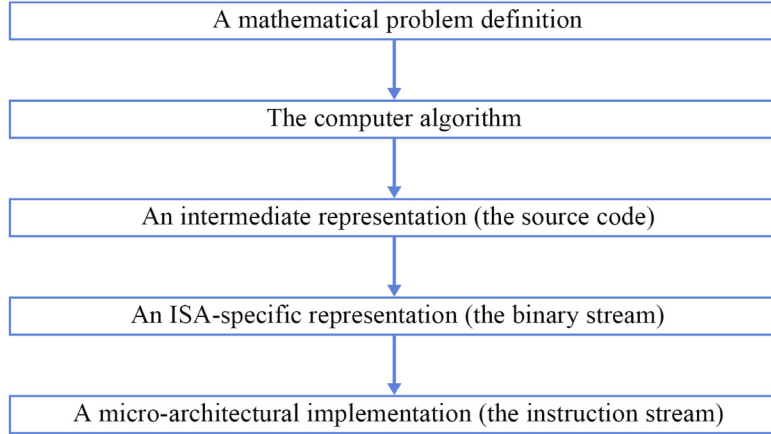 A mathematical problem definition
The computer algorithm
An intermediate representation (the source code)
An ISA-specific representation (the binary stream)
A micro-architectural implementation (the instruction stream)